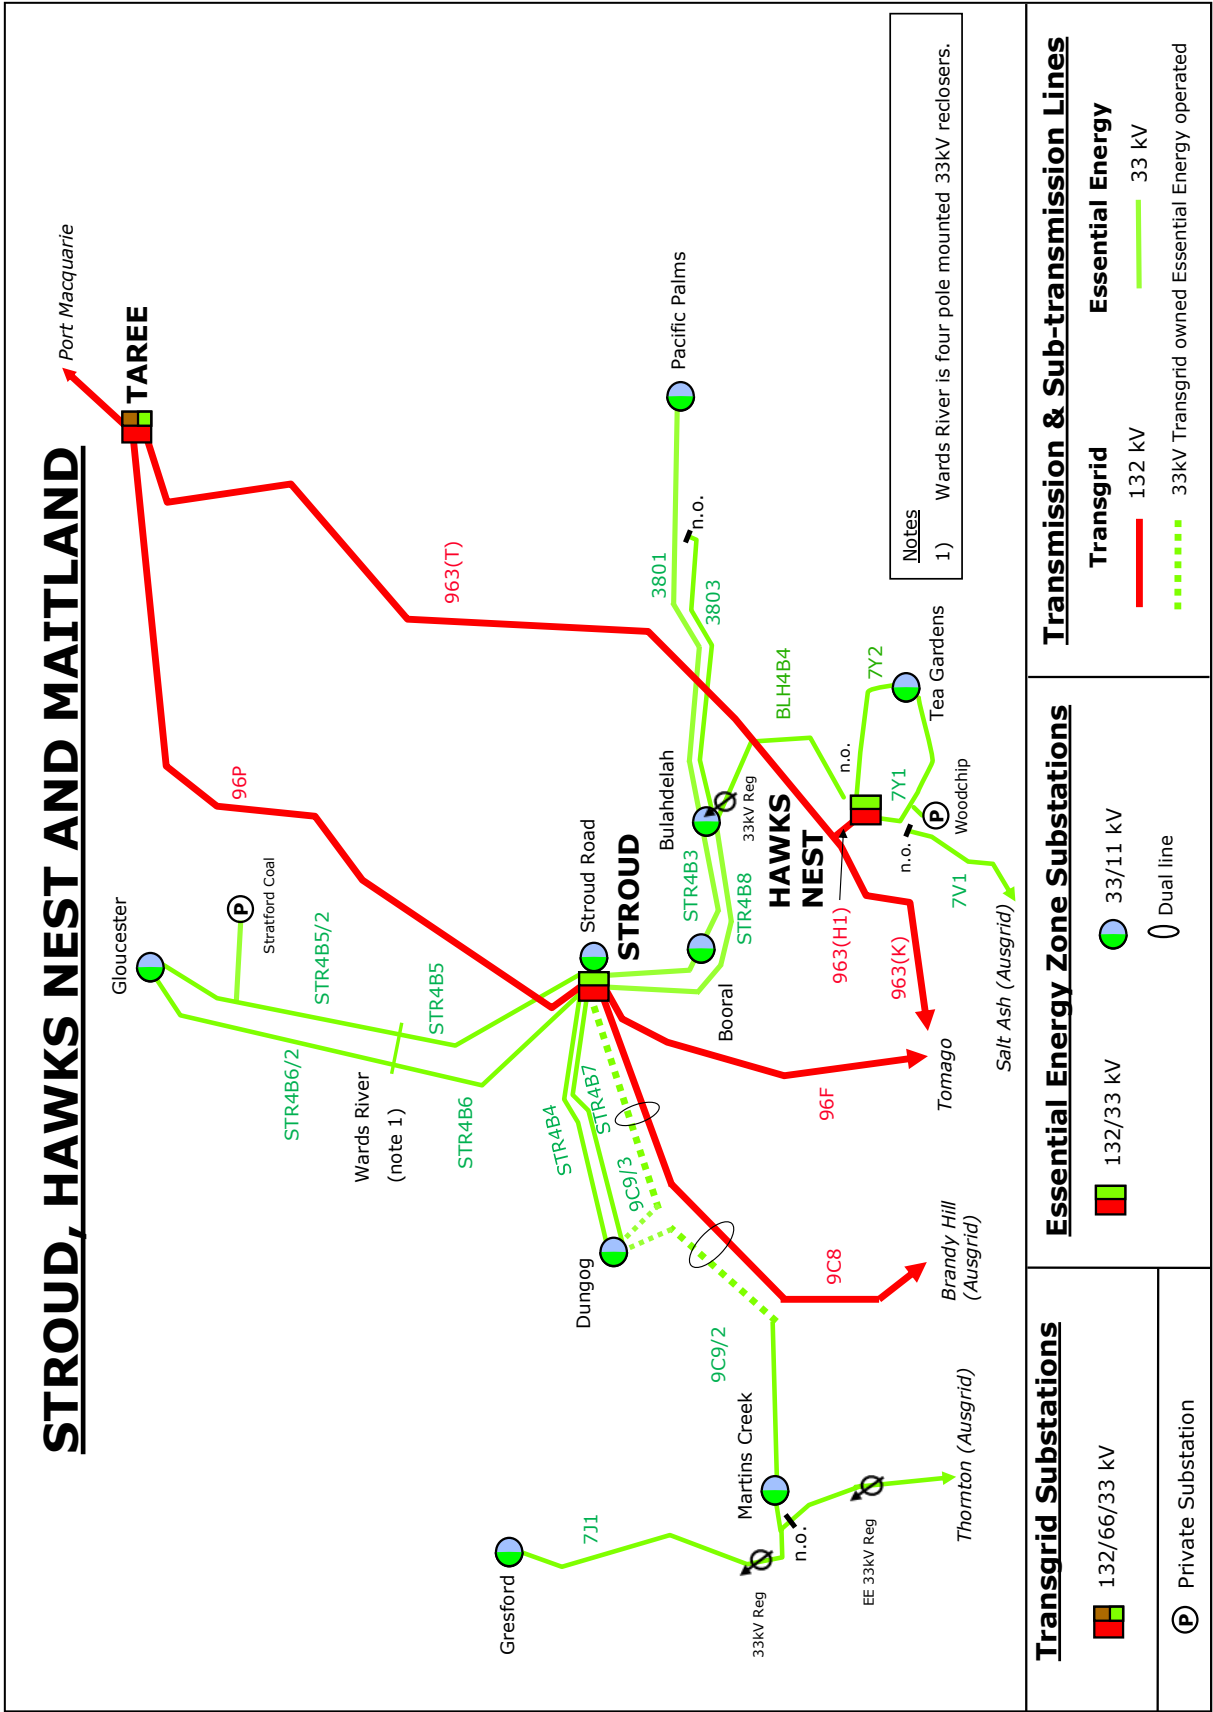 STROUD, HAWKS NEST AND MAITLAND
Port Macquarie
TAREE
96P
963(T)
Gloucester
Stratford Coal
P
STR4B5/2
STR4B5
STR4B6/2
STR4B6
Wards River
(note 1)
Stroud Road
STROUD
Pacific Palms
n.o.
3801
3803
Bulahdelah
33kV Reg
BLH4B4
STR4B3
STR4B8
Booral
HAWKS
NEST
n.o.
7Y2
Tea Gardens
7Y1
P
Woodchip
n.o.
7V1
Salt Ash (Ausgrid)
963(H1)
963(K)
Tomago
96F
STR4B4
STR4B7
9C9/3
Dungog
9C8
Brandy Hill
(Ausgrid)
9C9/2
Martins Creek
n.o.
Gresford
7J1
33kV Reg
EE 33kV Reg
Thornton (Ausgrid)
Notes
1) Wards River is four pole mounted 33kV reclosers.
Transgrid Substations
132/66/33 kV
P Private Substation
Essential Energy Zone Substations
132/33 kV
33/11 kV
Dual line
Transmission & Sub-transmission Lines
Transgrid
Essential Energy
132 kV
33 kV
33kV Transgrid owned Essential Energy operated